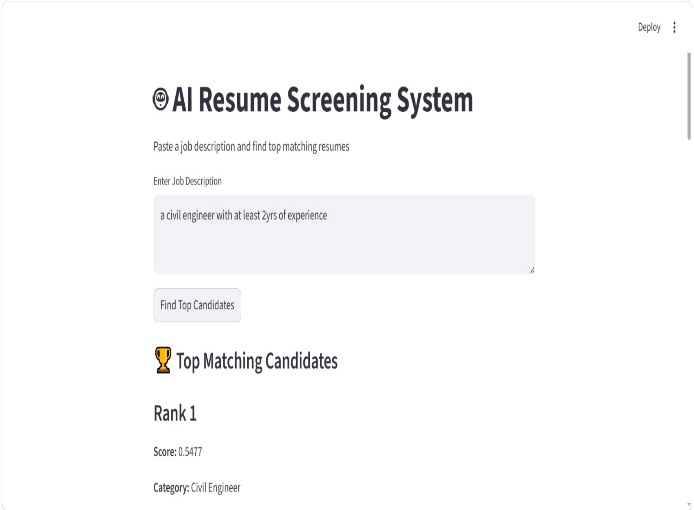 Deploy
AI Resume Screening System
Paste a job description and find top matching resumes
Enter Job Description
a civil engineer with at least 2yrs of experience
Find Top Candidates
Top Matching Candidates
Rank 1
Score: 0.5477
Category: Civil Engineer